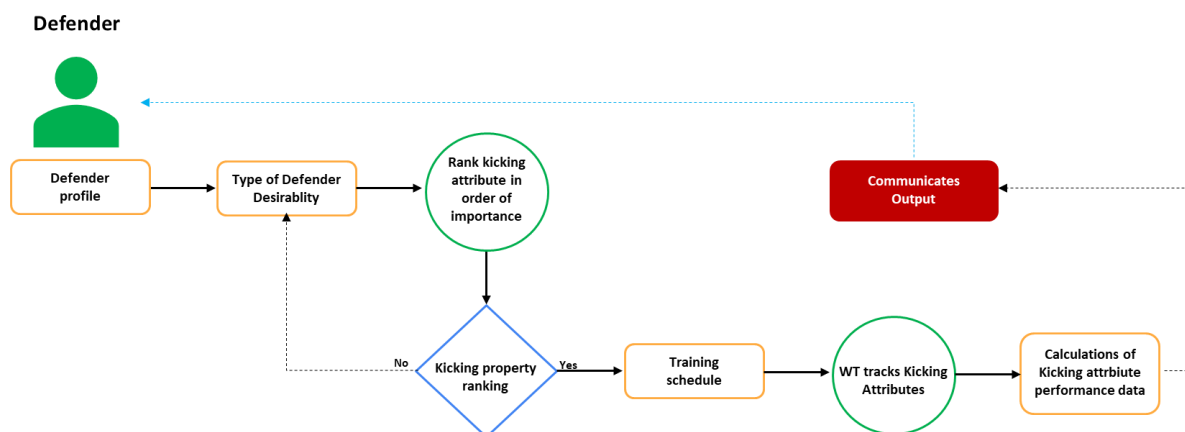 Defender
Defender
profile
Type of Defender
Desirablity
Rank kicking
attribute in
order of
importance
Communicates
Output
No
Kicking property
ranking
Yes
Training
schedule
WT tracks Kicking
Attributes
Calculations of
Kicking attrbiute
performance data